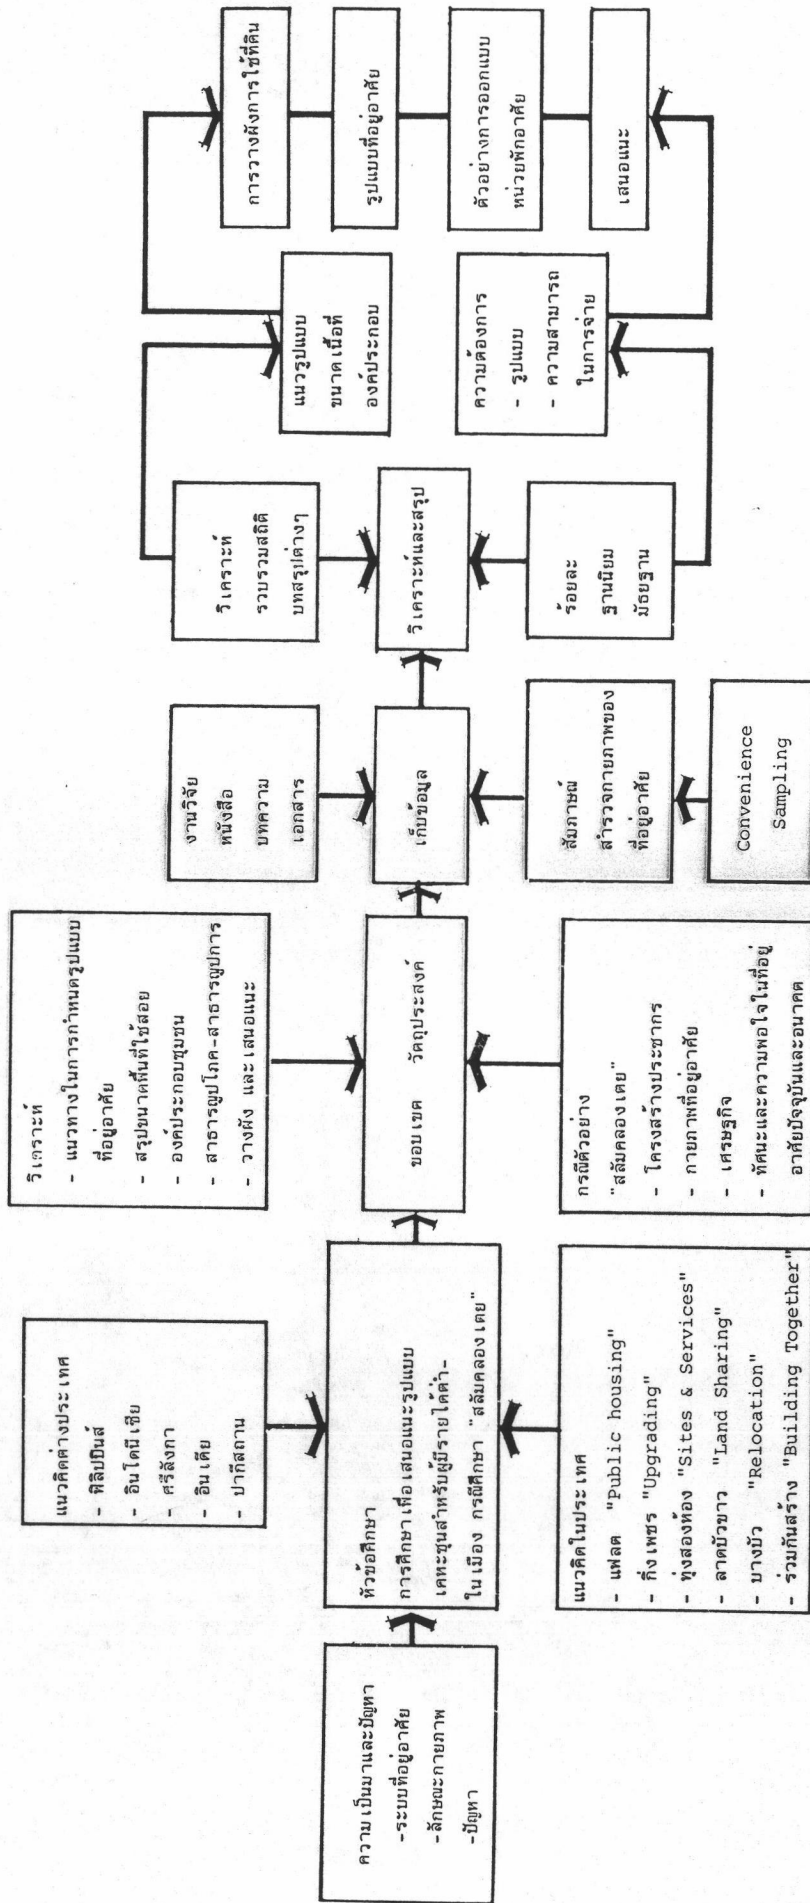 ความเป็นมาและปัญหา
-ระบบที่อยู่อาศัย
-ลักษณะกายภาพ
-ปัญหา
แนวคิดต่างประเทศ
- ฟิลิปปินส์
- อินโดนีเซีย
- ศรีลังกา
- อินเดีย
- ปากีสถาน
หัวข้อศึกษา
การศึกษาเพื่อเสนอแนะรูปแบบ
เคหะชุนสำหรับผู้มีรายได้ต่ำ-
ในเมือง กรณีศึกษา "สลัมคลองเตย"
แนวคิดในประเทศ
- แฟลต "Public housing"
- กิ่งเพชร "Upgrading"
- ทุ่งสองห้อง "Sites & Services"
- ลาดบัวขาว "Land Sharing"
- บางบัว "Relocation"
- ร่วมกันสร้าง "Building Together"
วิเคราะห์
- แนวทางในการกำหนดรูปแบบ
ที่อยู่อาศัย
- สรุปขนาดพื้นที่ใช้สอย
- องค์ประกอบชุมชน
- สาธารณูปโภค-สาธารณูปการ
- วางผัง และเสนอแนะ
ขอบเขต วัตถุประสงค์
กรณีตัวอย่าง
"สลัมคลองเตย"
- โครงสร้างประชากร
- กายภาพที่อยู่อาศัย
- เศรษฐกิจ
- ทัศนะและความพอใจในที่อยู่
อาศัยปัจจุบันและอนาคต
งานวิจัย
หนังสือ
บทความ
เอกสาร
เก็บข้อมูล
สัมภาษณ์
สำรวจกายภาพของ
ที่อยู่อาศัย
Convenience
Sampling
วิเคราะห์
รวบรวมสถิติ
บทสรุปต่างๆ
วิเคราะห์และสรุป
ร้อยละ
ฐานนิยม
มัธยฐาน
แนวรูปแบบ
ขนาดเนื้อที่
องค์ประกอบ
ความต้องการ
- รูปแบบ
- ความสามารถ
ในการจ่าย
การวางผังการใช้ที่ดิน
รูปแบบที่อยู่อาศัย
ตัวอย่างการออกแบบ
หน่วยพักอาศัย
เสนอแนะ